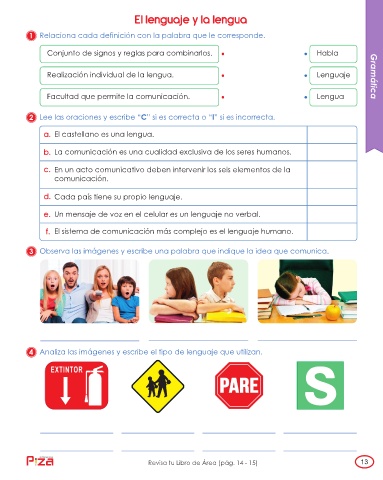 El lenguaje y la lengua
1 Relaciona cada definición con la palabra que le corresponde.
Conjunto de signos y reglas para combinarlos. • • Habla
Realización individual de la lengua. • • Lenguaje
Facultad que permite la comunicación. • • Lengua
Gramática
2 Lee las oraciones y escribe “C” si es correcta o “I” si es incorrecta.
a. El castellano es una lengua.
b. La comunicación es una cualidad exclusiva de los seres humanos.
c. En un acto comunicativo deben intervenir los seis elementos de la
comunicación.
d. Cada país tiene su propio lenguaje.
e. Un mensaje de voz en el celular es un lenguaje no verbal.
f. El sistema de comunicación más complejo es el lenguaje humano.
3 Observa las imágenes y escribe una palabra que indique la idea que comunica.
4 Analiza las imágenes y escribe el tipo de lenguaje que utilizan.
EXTINTOR
PARE
S
Revisa tu Libro de Área (pág. 14 - 15)
13